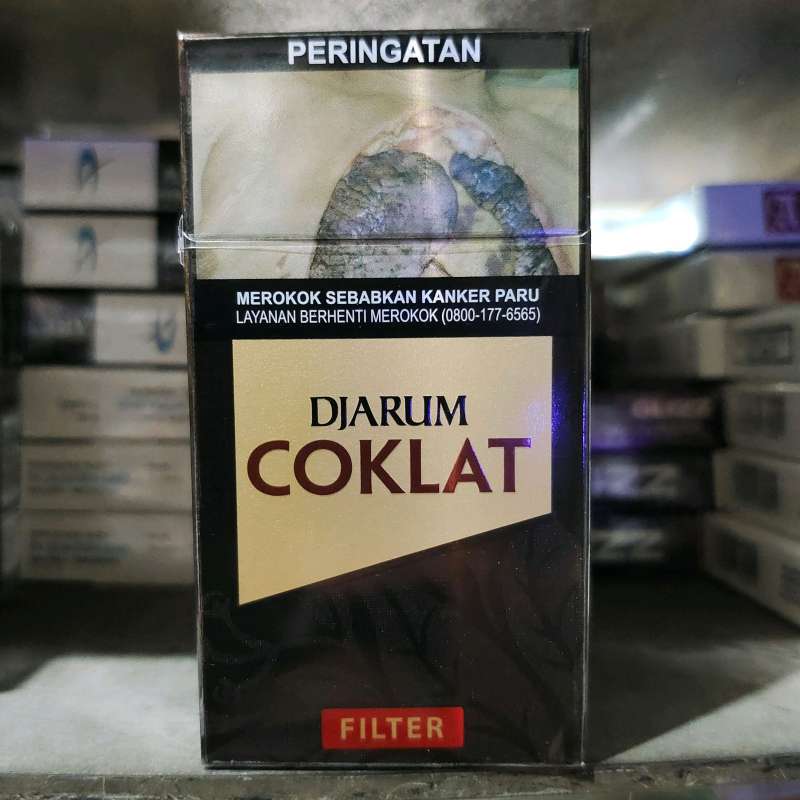 PERINGATAN
MEROKOK SEBABKAN KANKER PARU
LAYANAN BERHENTI MEROKOK (0800-177-6565)
DJARUM
COKLAT
FILTER